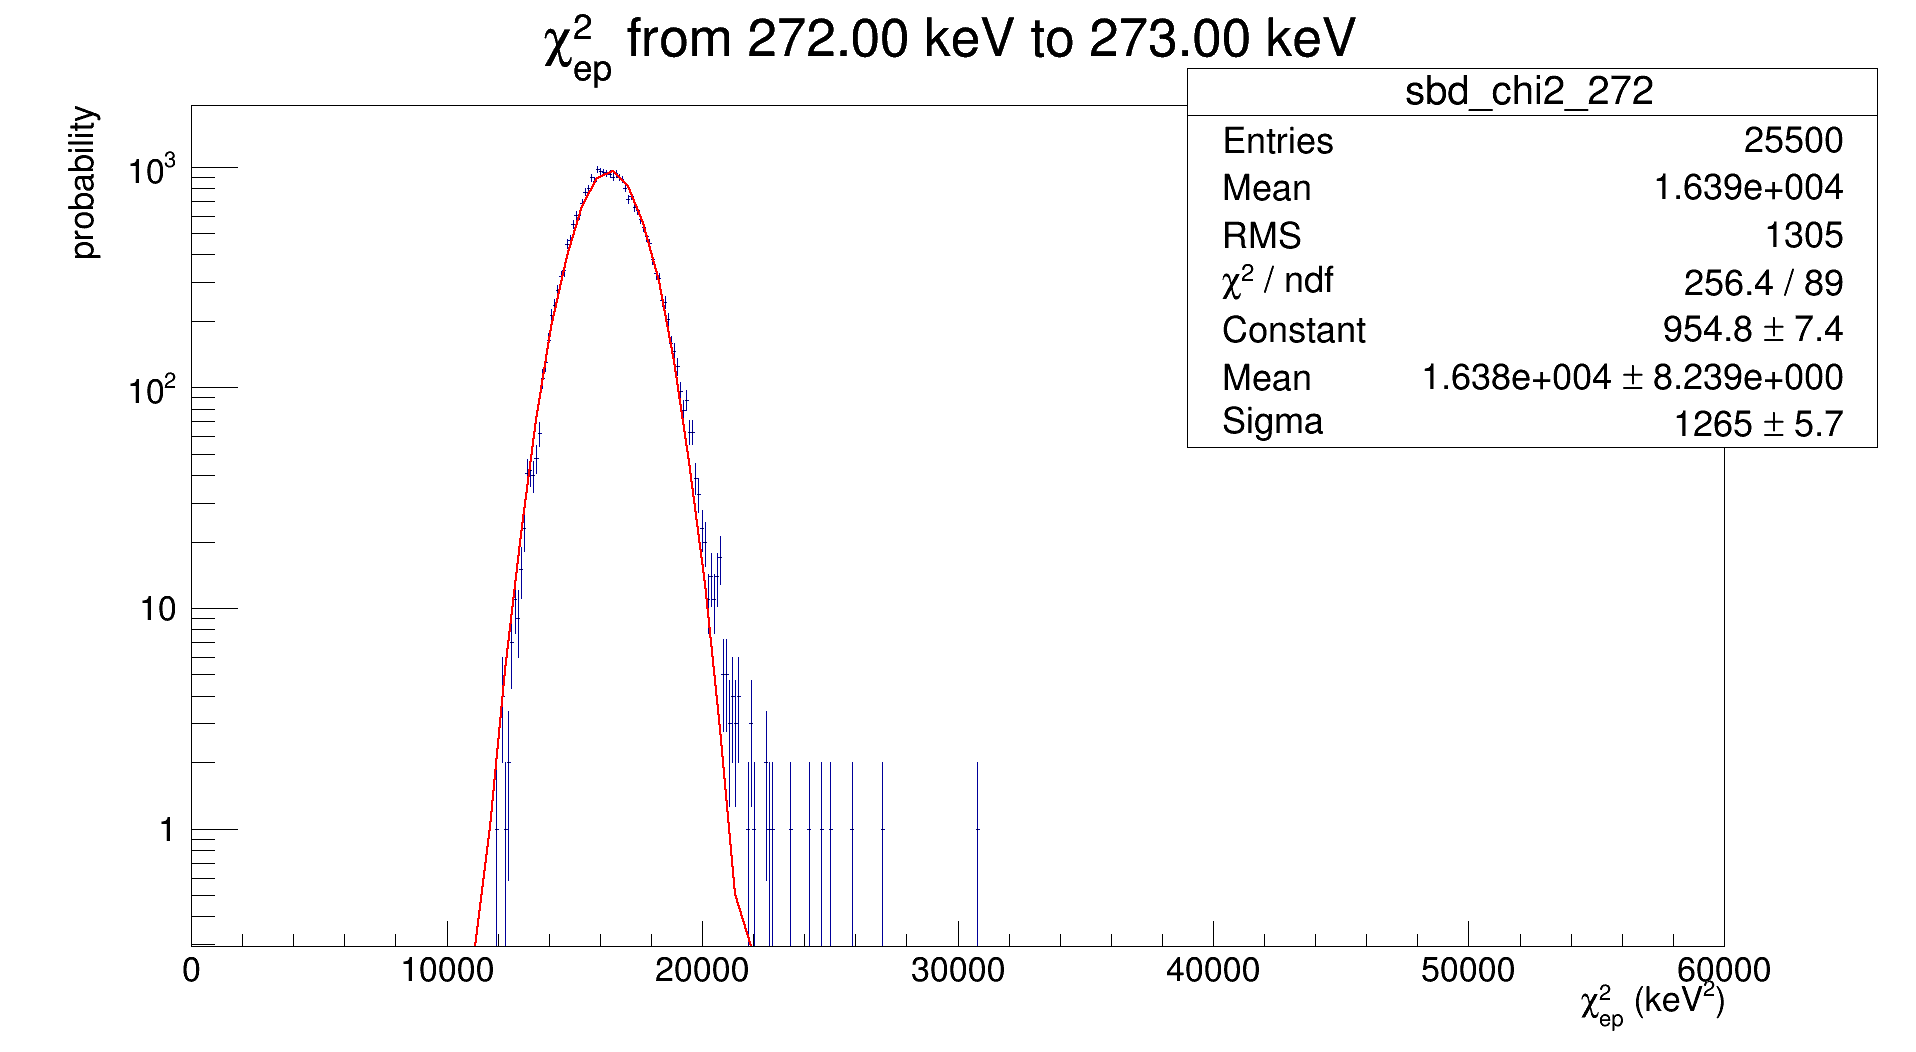 χ²ep from 272.00 keV to 273.00 keV
sbd_chi2_272
Entries 25500
Mean 1.639e+004
RMS 1305
χ² / ndf 256.4 / 89
Constant 954.8 ± 7.4
Mean 1.638e+004 ± 8.239e+000
Sigma 1265 ± 5.7
probability
10³
10²
10
1
0 10000 20000 30000 40000 50000 60000
χ²ep (keV²)